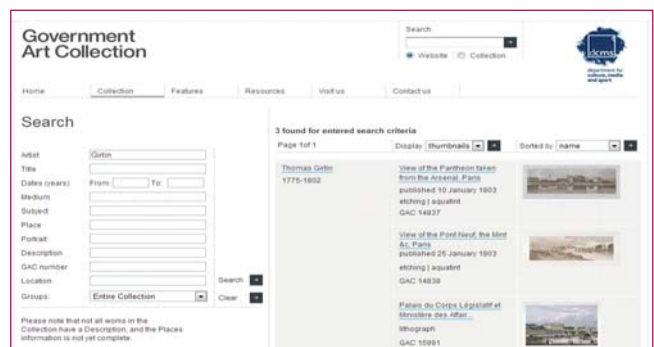 Government
Art Collection
Search
Website Collection
dcms
department for
culture, media
and sport
Home Collection Features Resources Visit us Contact us
Search
Artist Girtin
Title
Dates (years) From: To:
Medium
Subject
Place
Portrait
Description
GAC number
Location Search
Groups: Entire Collection Clear
Please note that not all works in the
Collection have a Description, and the Places
information is not yet complete.
3 found for entered search criteria
Page 1of 1 Display thumbnails Sorted by name
Thomas Girtin
1775-1802
View of the Pantheon taken
from the Arsenal, Paris
published 10 January 1803
etching | aquatint
GAC 14837
View of the Pont Neuf, the Mint
&c, Paris
published 25 January 1803
etching | aquatint
GAC 14838
Palais du Corps Législatif et
Ministère des Affair...
lithograph
GAC 15991